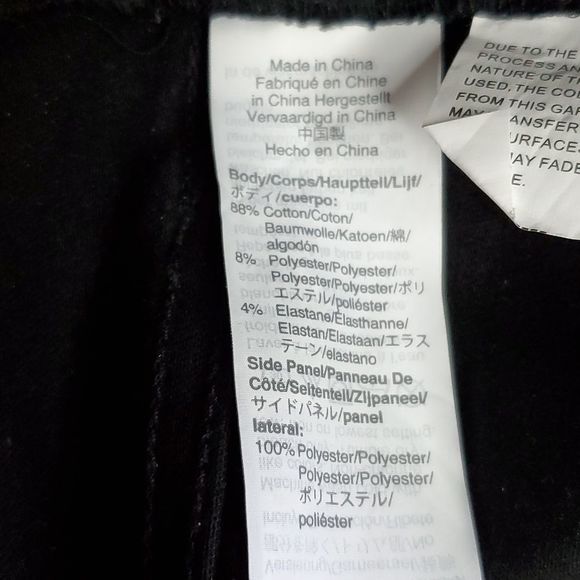 Made in China
Fabriqué en Chine
in China Hergestellt
Vervaardigd in China
中国製
Hecho en China
Body/Corps/Hauptteil/Lijf/
ボディ/cuerpo:
88% Cotton/Coton/
Baumwolle/Katoen/綿/
algodón
8% Polyester/Polyester/
Polyester/Polyester/ポリ
エステル/poliéster
4% Elastane/Élasthanne/
Elastan/Elastaan/エラス
テーン/elastano
Side Panel/Panneau De
Côté/Seitenteil/Zijpaneel/
サイドパネル/panel
lateral:
100% Polyester/Polyester/
Polyester/Polyester/
ポリエステル/
poliéster
DUE TO THE
PROCESS AN
NATURE OF T
USED, THE CO
FROM THIS GAR
MAY TRANSFER
URFACES
MAY FADE
E.